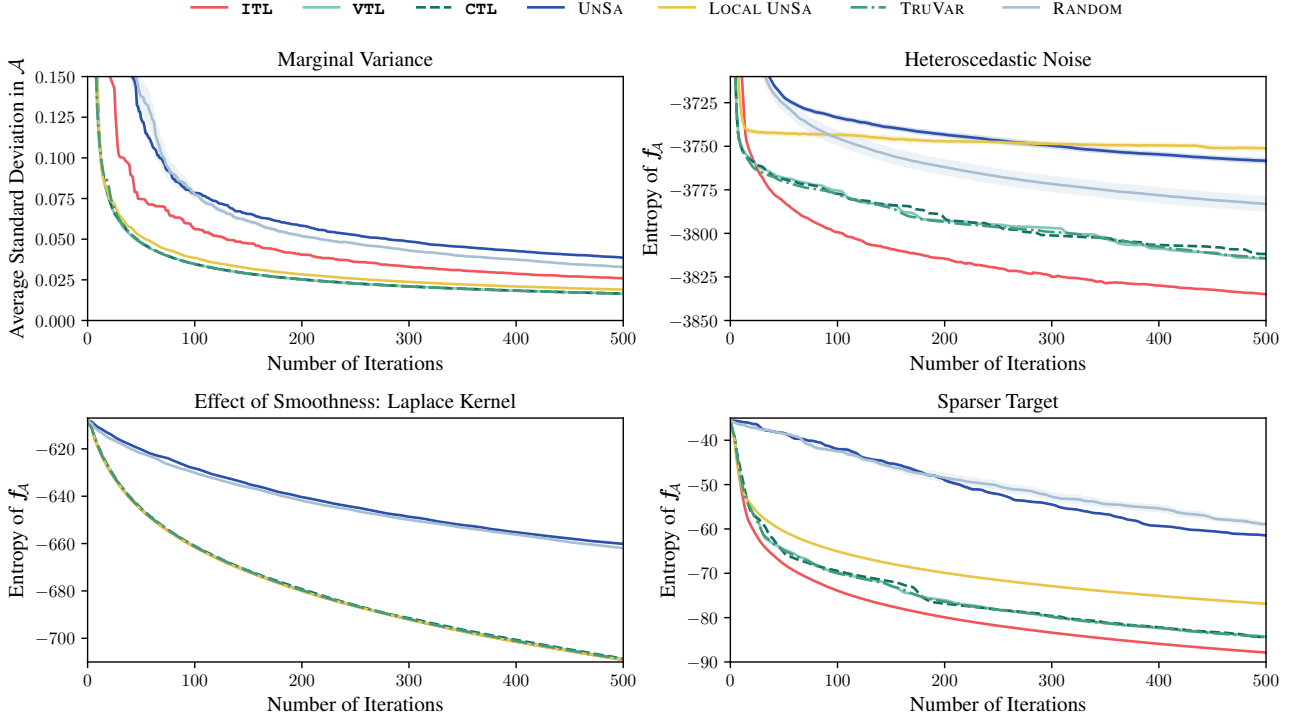 ITL VTL CTL UNSA LOCAL UNSA TRUVAR RANDOM
Marginal Variance
Average Standard Deviation in 𝒜
0.150
0.125
0.100
0.075
0.050
0.025
0.000
0 100 200 300 400 500
Number of Iterations
Heteroscedastic Noise
Entropy of f𝒜
−3725
−3750
−3775
−3800
−3825
−3850
0 100 200 300 400 500
Number of Iterations
Effect of Smoothness: Laplace Kernel
Entropy of f𝒜
−620
−640
−660
−680
−700
0 100 200 300 400 500
Number of Iterations
Sparser Target
Entropy of f𝒜
−40
−50
−60
−70
−80
−90
0 100 200 300 400 500
Number of Iterations